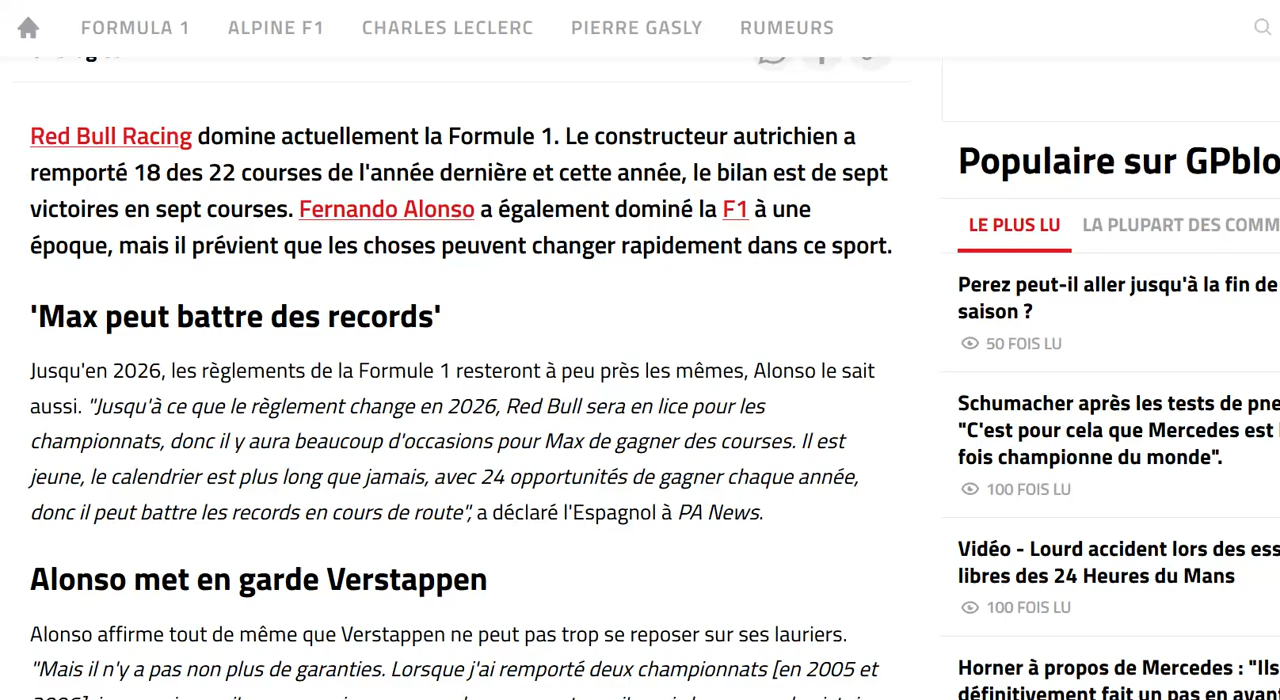 FORMULA 1 ALPINE F1 CHARLES LECLERC PIERRE GASLY RUMEURS
Red Bull Racing domine actuellement la Formule 1. Le constructeur autrichien a
remporté 18 des 22 courses de l'année dernière et cette année, le bilan est de sept
victoires en sept courses. Fernando Alonso a également dominé la F1 à une
époque, mais il prévient que les choses peuvent changer rapidement dans ce sport.
'Max peut battre des records'
Jusqu'en 2026, les règlements de la Formule 1 resteront à peu près les mêmes, Alonso le sait
aussi. "Jusqu'à ce que le règlement change en 2026, Red Bull sera en lice pour les
championnats, donc il y aura beaucoup d'occasions pour Max de gagner des courses. Il est
jeune, le calendrier est plus long que jamais, avec 24 opportunités de gagner chaque année,
donc il peut battre les records en cours de route", a déclaré l'Espagnol à PA News.
Alonso met en garde Verstappen
Alonso affirme tout de même que Verstappen ne peut pas trop se reposer sur ses lauriers.
"Mais il n'y a pas non plus de garanties. Lorsque j'ai remporté deux championnats [en 2005 et
Populaire sur GPblo
LE PLUS LU LA PLUPART DES COMM
Perez peut-il aller jusqu'à la fin de
saison ?
50 FOIS LU
Schumacher après les tests de pne
"C'est pour cela que Mercedes est
fois championne du monde".
100 FOIS LU
Vidéo - Lourd accident lors des ess
libres des 24 Heures du Mans
100 FOIS LU
Horner à propos de Mercedes : "Ils
définitivement fait un pas en avant